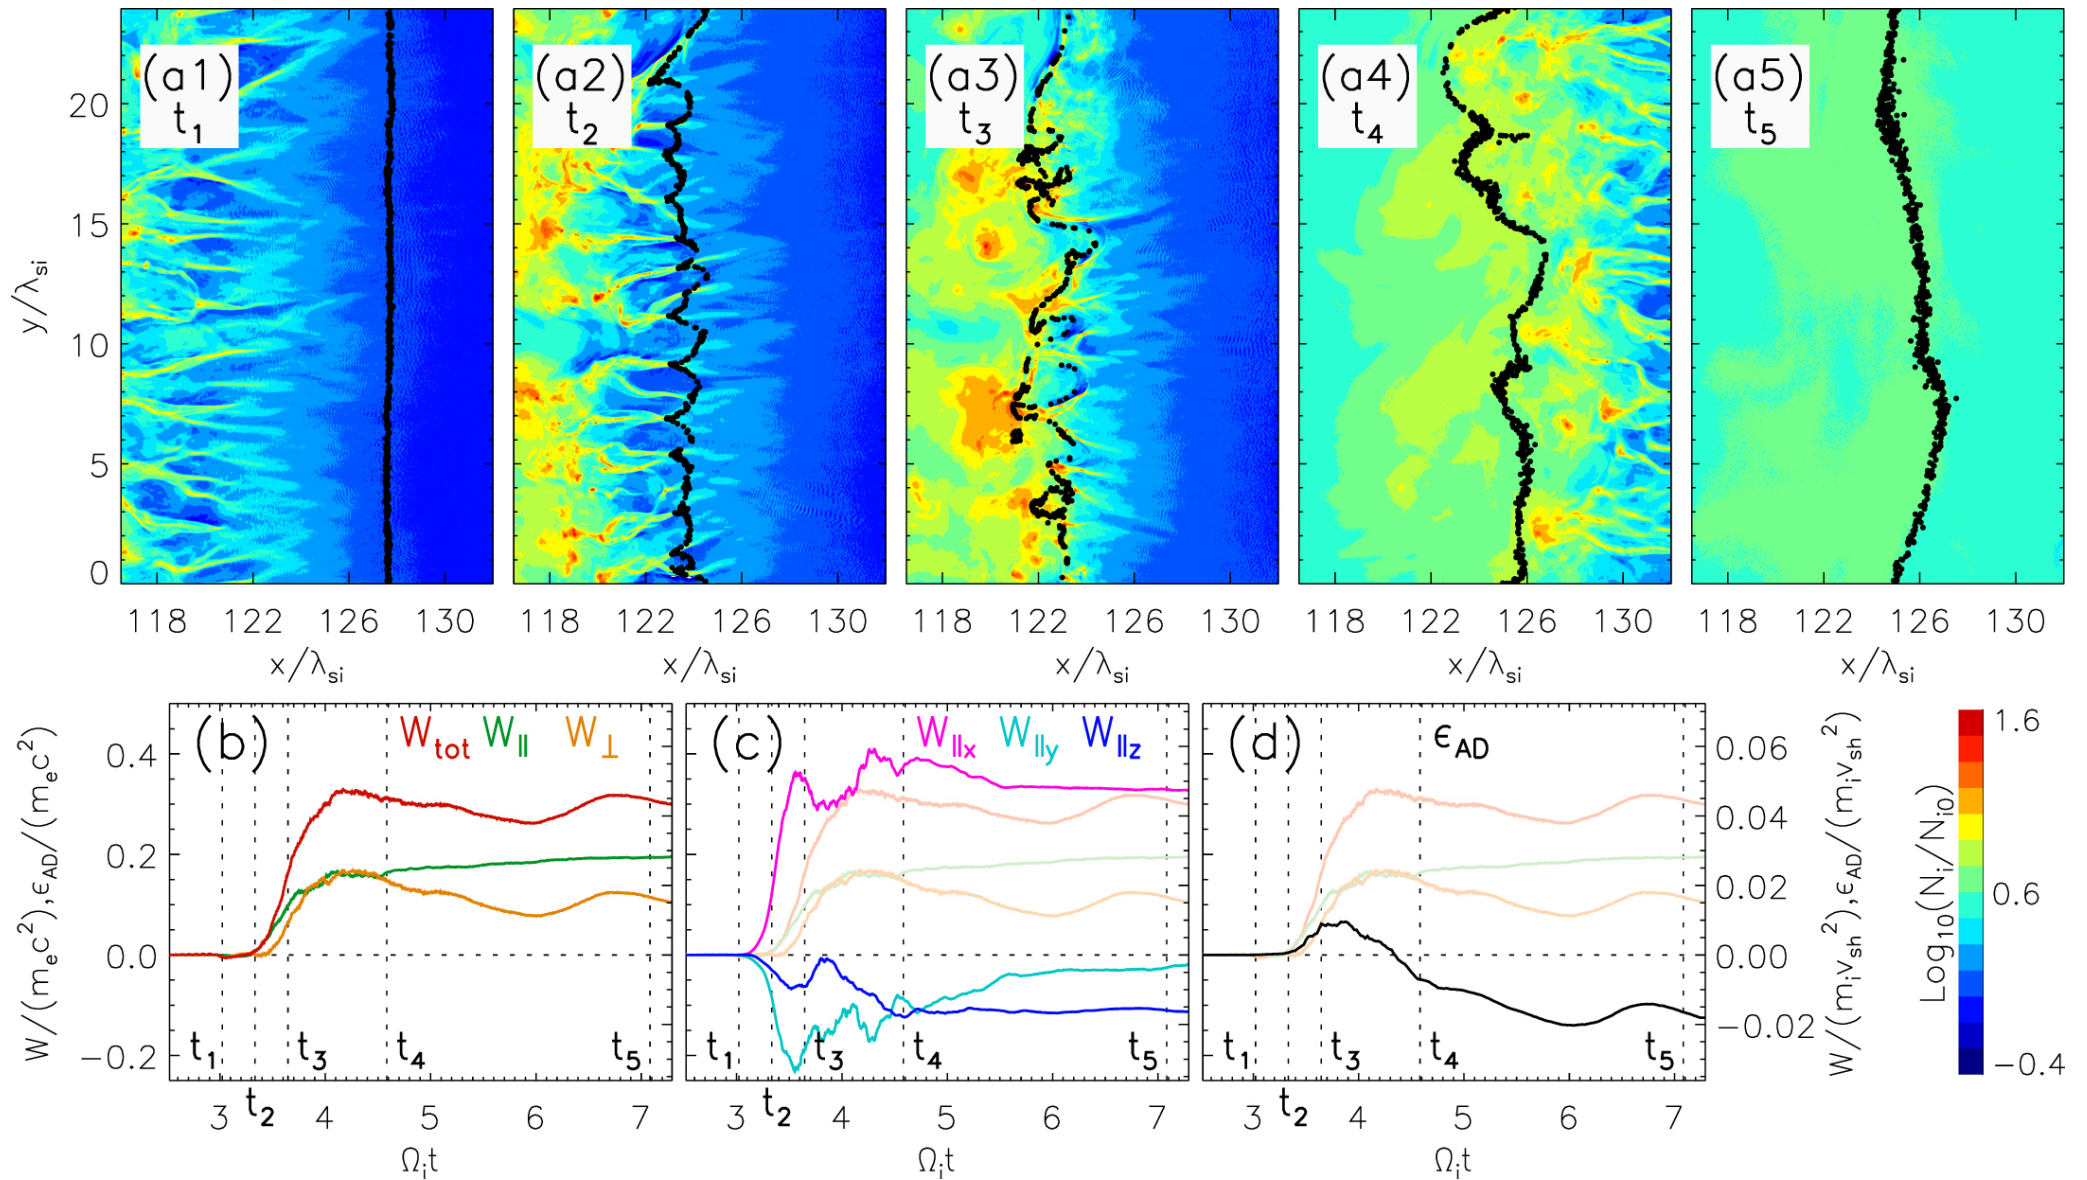 (a1)
t1
(a2)
t2
(a3)
t3
(a4)
t4
(a5)
t5
20
15
10
5
0
y/λsi
118 122 126 130
118 122 126 130
118 122 126 130
118 122 126 130
118 122 126 130
x/λsi
x/λsi
x/λsi
x/λsi
x/λsi
(b)
Wtot W∥ W⊥
(c)
W∥x W∥y W∥z
(d)
εAD
W/(mec²),εAD/(mec²)
0.4
0.2
0.0
−0.2
t1 t3 t4 t5
t2
3 4 5 6 7
Ωit
t1 t3 t4 t5
t2
3 4 5 6 7
Ωit
t1 t3 t4 t5
t2
3 4 5 6 7
Ωit
0.06
0.04
0.02
0.00
−0.02
W/(mivsh²),εAD/(mivsh²)
Log10(Ni/Ni0)
1.6
0.6
−0.4